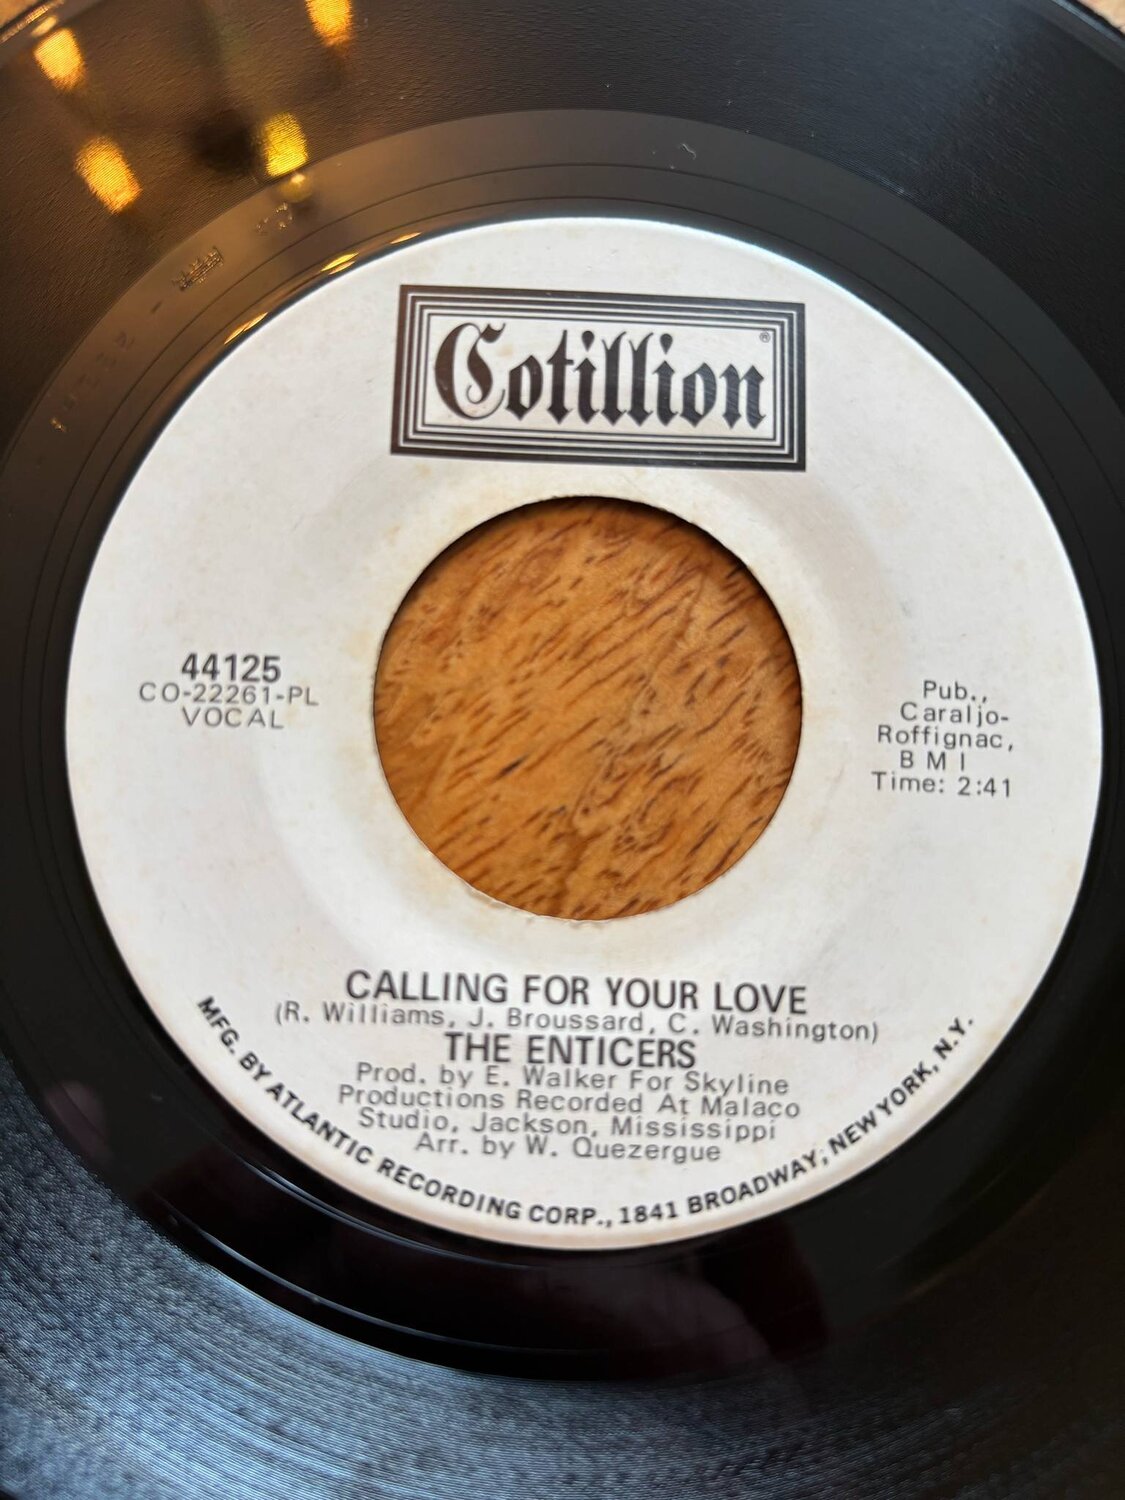 Cotillion ®
44125
CO-22261-PL
VOCAL
Pub.,
Caraljo-
Roffignac,
B M I
Time: 2:41
CALLING FOR YOUR LOVE
(R. Williams, J. Broussard, C. Washington)
THE ENTICERS
Prod. by E. Walker For Skyline
Productions Recorded At Malaco
Studio, Jackson, Mississippi
Arr. by W. Quezergue
MFG. BY ATLANTIC RECORDING CORP., 1841 BROADWAY, NEW YORK, N.Y.